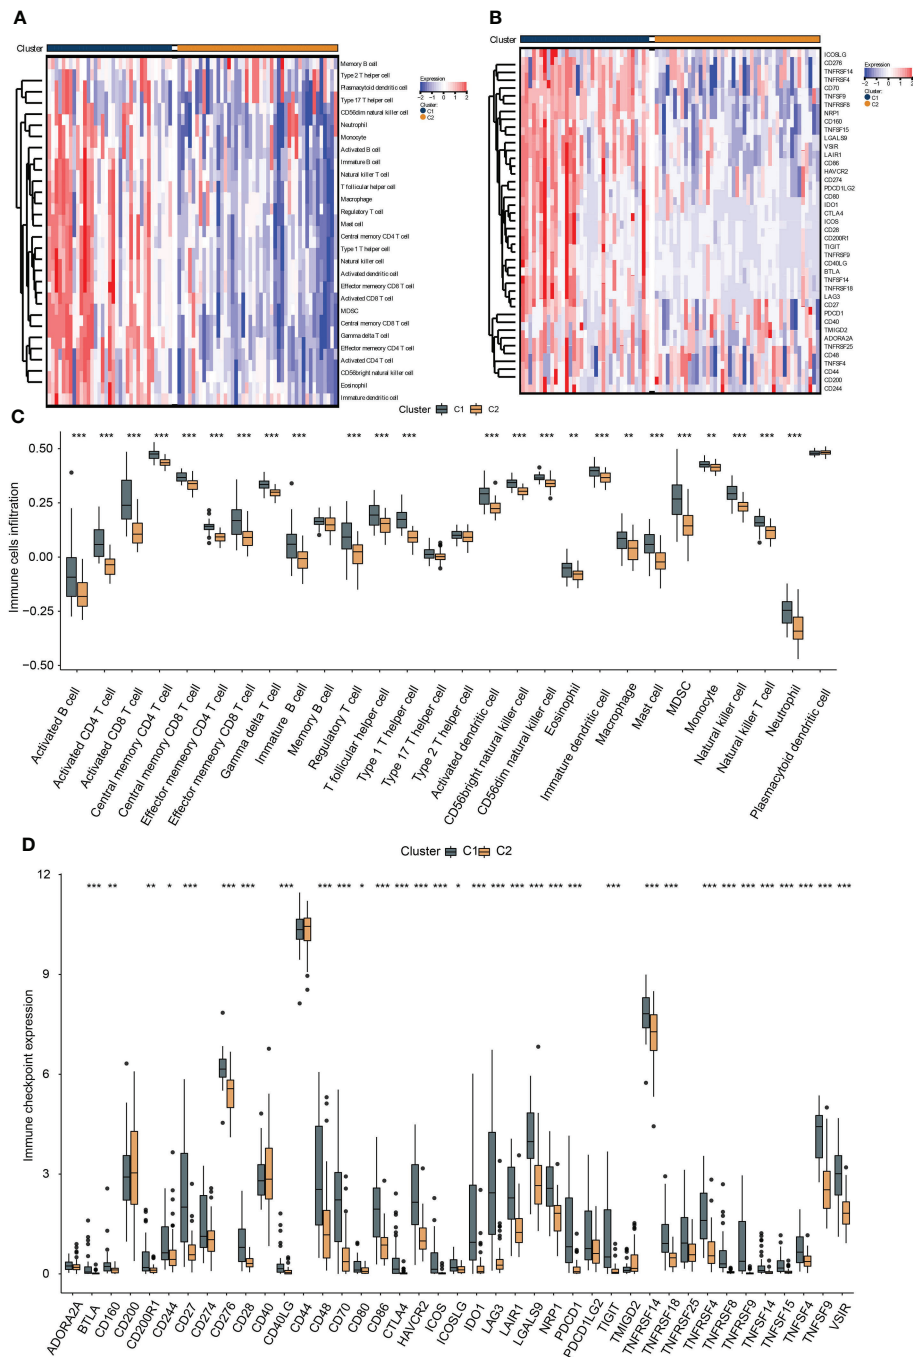 A
Cluster
Memory B cell
Type 2 T helper cell
Plasmacytoid dendritic cell
Type 17 T helper cell
CD56dim natural killer cell
Neutrophil
Monocyte
Activated B cell
Immature B cell
Natural killer T cell
T follicular helper cell
Macrophage
Regulatory T cell
Mast cell
Central memory CD4 T cell
Type 1 T helper cell
Natural killer cell
Activated dendritic cell
Effector memeory CD8 T cell
Activated CD8 T cell
MDSC
Central memory CD8 T cell
Gamma delta T cell
Effector memeory CD4 T cell
Activated CD4 T cell
CD56bright natural killer cell
Eosinophil
Immature dendritic cell
Expression
−2 −1 0 1 2
Cluster:
C1
C2
B
Cluster
ICOSLG
CD276
TNFRSF14
TNFRSF4
CD70
TNFSF9
TNFRSF8
NRP1
CD160
TNFSF15
LGALS9
VSIR
LAIR1
CD86
HAVCR2
CD274
PDCD1LG2
CD80
IDO1
CTLA4
ICOS
CD28
CD200R1
TIGIT
TNFRSF9
CD40LG
BTLA
TNFSF14
TNFRSF18
LAG3
CD27
PDCD1
CD40
TMIGD2
ADORA2A
TNFRSF25
CD48
TNFSF4
CD44
CD200
CD244
Expression
−2 −1 0 1 2
Cluster:
C1
C2
C
Cluster C1 C2
*** *** *** *** *** *** *** *** *** *** *** *** *** *** *** ** *** ** *** *** ** *** *** ***
Immune cells infiltration
0.50
0.25
0.00
−0.25
−0.50
Activated B cell
Activated CD4 T cell
Activated CD8 T cell
Central memory CD4 T cell
Central memory CD8 T cell
Effector memeory CD4 T cell
Effector memeory CD8 T cell
Gamma delta T cell
Immature B cell
Memory B cell
Regulatory T cell
T follicular helper cell
Type 1 T helper cell
Type 17 T helper cell
Type 2 T helper cell
Activated dendritic cell
CD56bright natural killer cell
CD56dim natural killer cell
Eosinophil
Immature dendritic cell
Macrophage
Mast cell
MDSC
Monocyte
Natural killer cell
Natural killer T cell
Neutrophil
Plasmacytoid dendritic cell
D
Cluster C1 C2
*** ** ** * *** *** *** *** *** *** * *** *** *** *** * *** *** *** *** *** *** *** *** *** *** *** *** *** *** *** *** ***
Immune checkpoint expression
12
9
6
3
0
ADORA2A
BTLA
CD160
CD200
CD200R1
CD244
CD27
CD274
CD276
CD28
CD40
CD40LG
CD44
CD48
CD70
CD80
CD86
CTLA4
HAVCR2
ICOS
ICOSLG
IDO1
LAG3
LAIR1
LGALS9
NRP1
PDCD1
PDCD1LG2
TIGIT
TMIGD2
TNFRSF14
TNFRSF18
TNFRSF25
TNFRSF4
TNFRSF8
TNFRSF9
TNFSF14
TNFSF15
TNFSF4
TNFSF9
VSIR